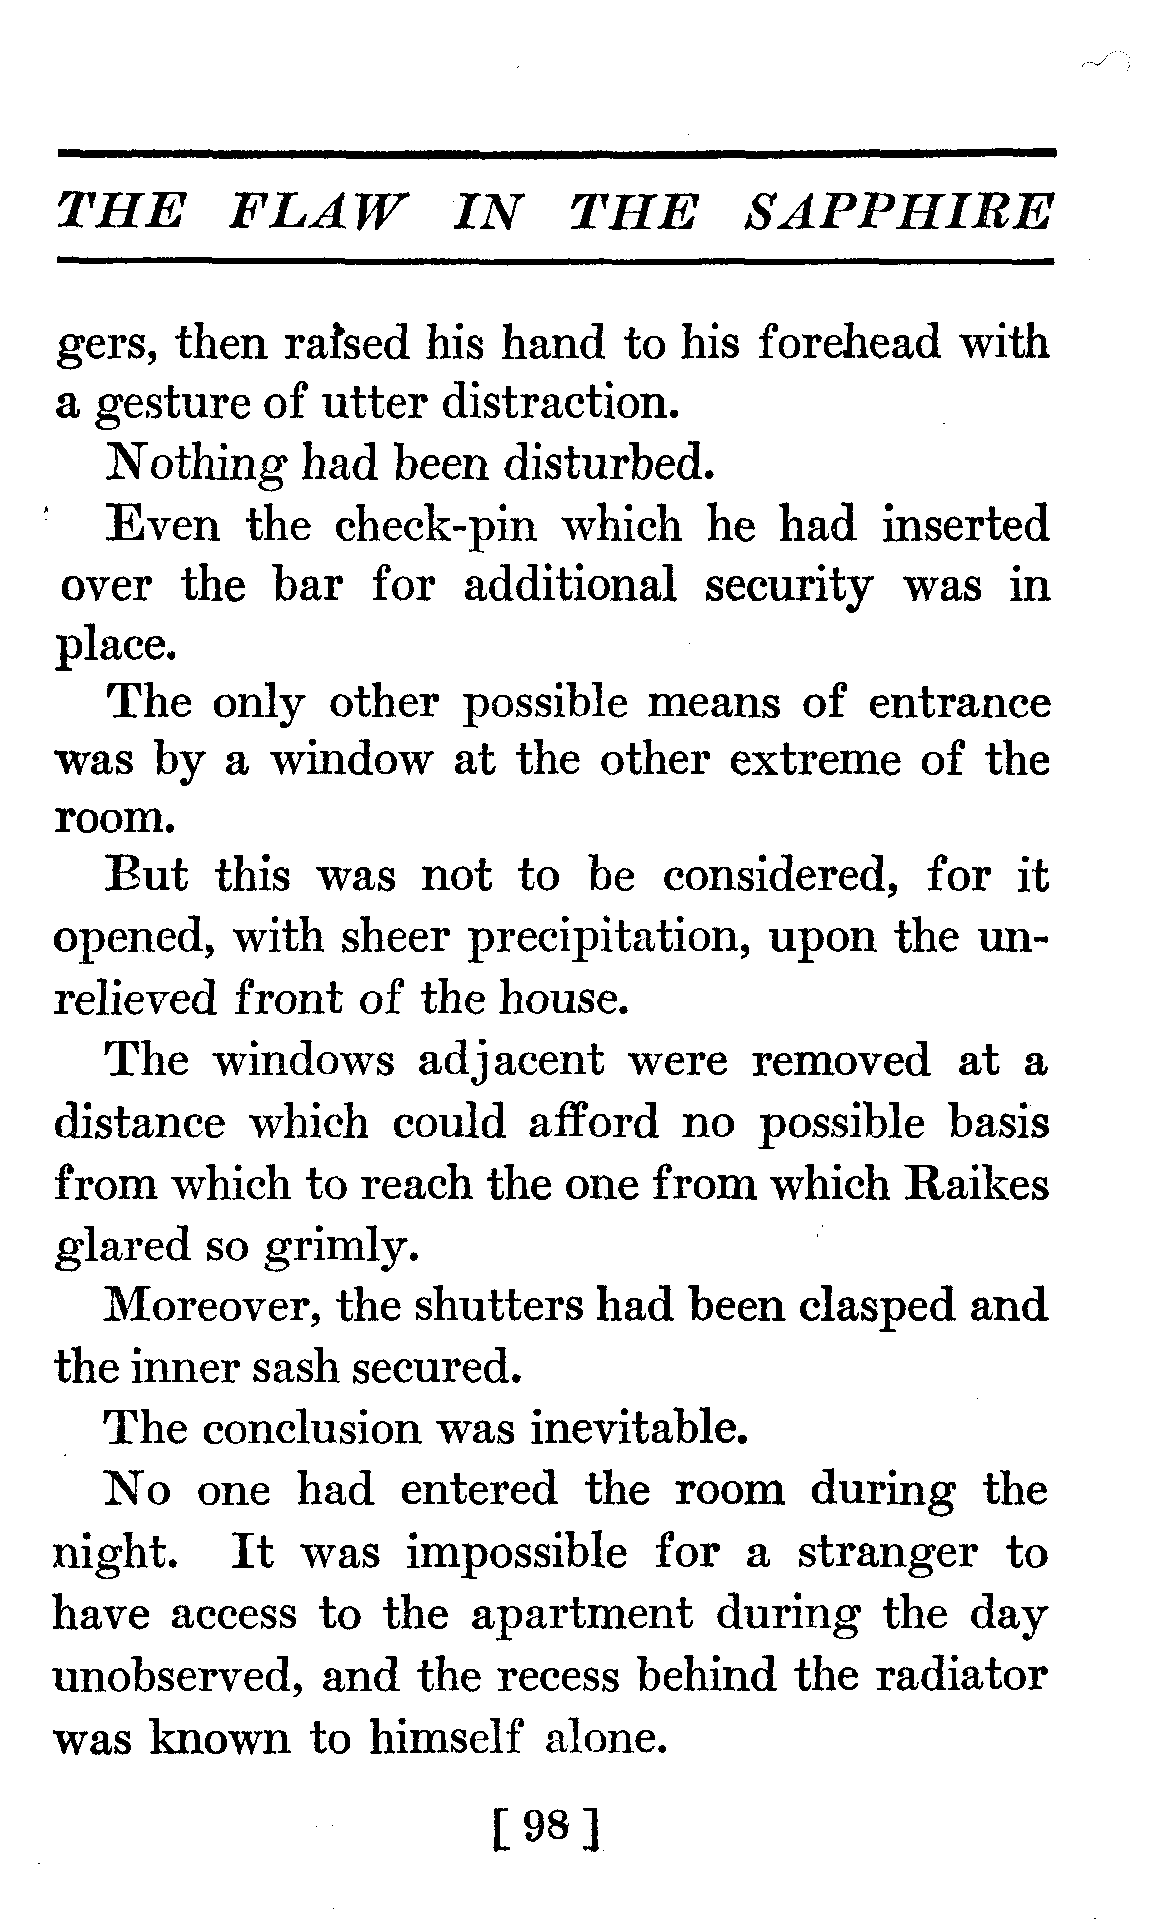 THE FLAW IN THE SAPPHIRE
gers, then raised his hand to his forehead with
a gesture of utter distraction.
Nothing had been disturbed.
Even the check-pin which he had inserted
over the bar for additional security was in
place.
The only other possible means of entrance
was by a window at the other extreme of the
room.
But this was not to be considered, for it
opened, with sheer precipitation, upon the un-
relieved front of the house.
The windows adjacent were removed at a
distance which could afford no possible basis
from which to reach the one from which Raikes
glared so grimly.
Moreover, the shutters had been clasped and
the inner sash secured.
The conclusion was inevitable.
No one had entered the room during the
night. It was impossible for a stranger to
have access to the apartment during the day
unobserved, and the recess behind the radiator
was known to himself alone.
[ 98 ]